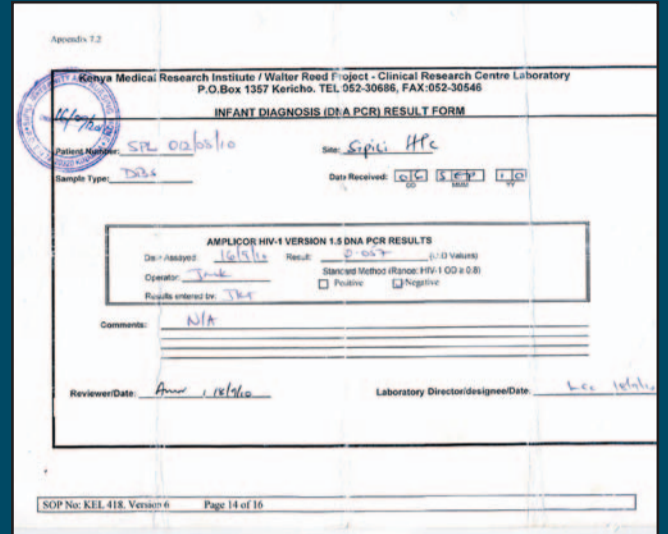 Appendix 7.2
Kenya Medical Research Institute / Walter Reed Project - Clinical Research Centre Laboratory
P.O.Box 1357 Kericho. TEL 052-30686, FAX:052-30546
INFANT DIAGNOSIS (DNA PCR) RESULT FORM
Patient Number: SPL 002/08/10 Site: Sipili H/C
Sample Type: DBS Date Received: 06 SEP 10
DD MMM YY
AMPLICOR HIV-1 VERSION 1.5 DNA PCR RESULTS
Date Assayed: 16/9/10 Result: 0.057 (O.D Values)
Operator: Standard Method (Range: HIV-1 OD ≥ 0.8)
Positive Negative
Results entered by:
Comments: N/A
Reviewer/Date: 18/9/10 Laboratory Director/designee/Date:
SOP No: KEL 418, Version 6 Page 14 of 16